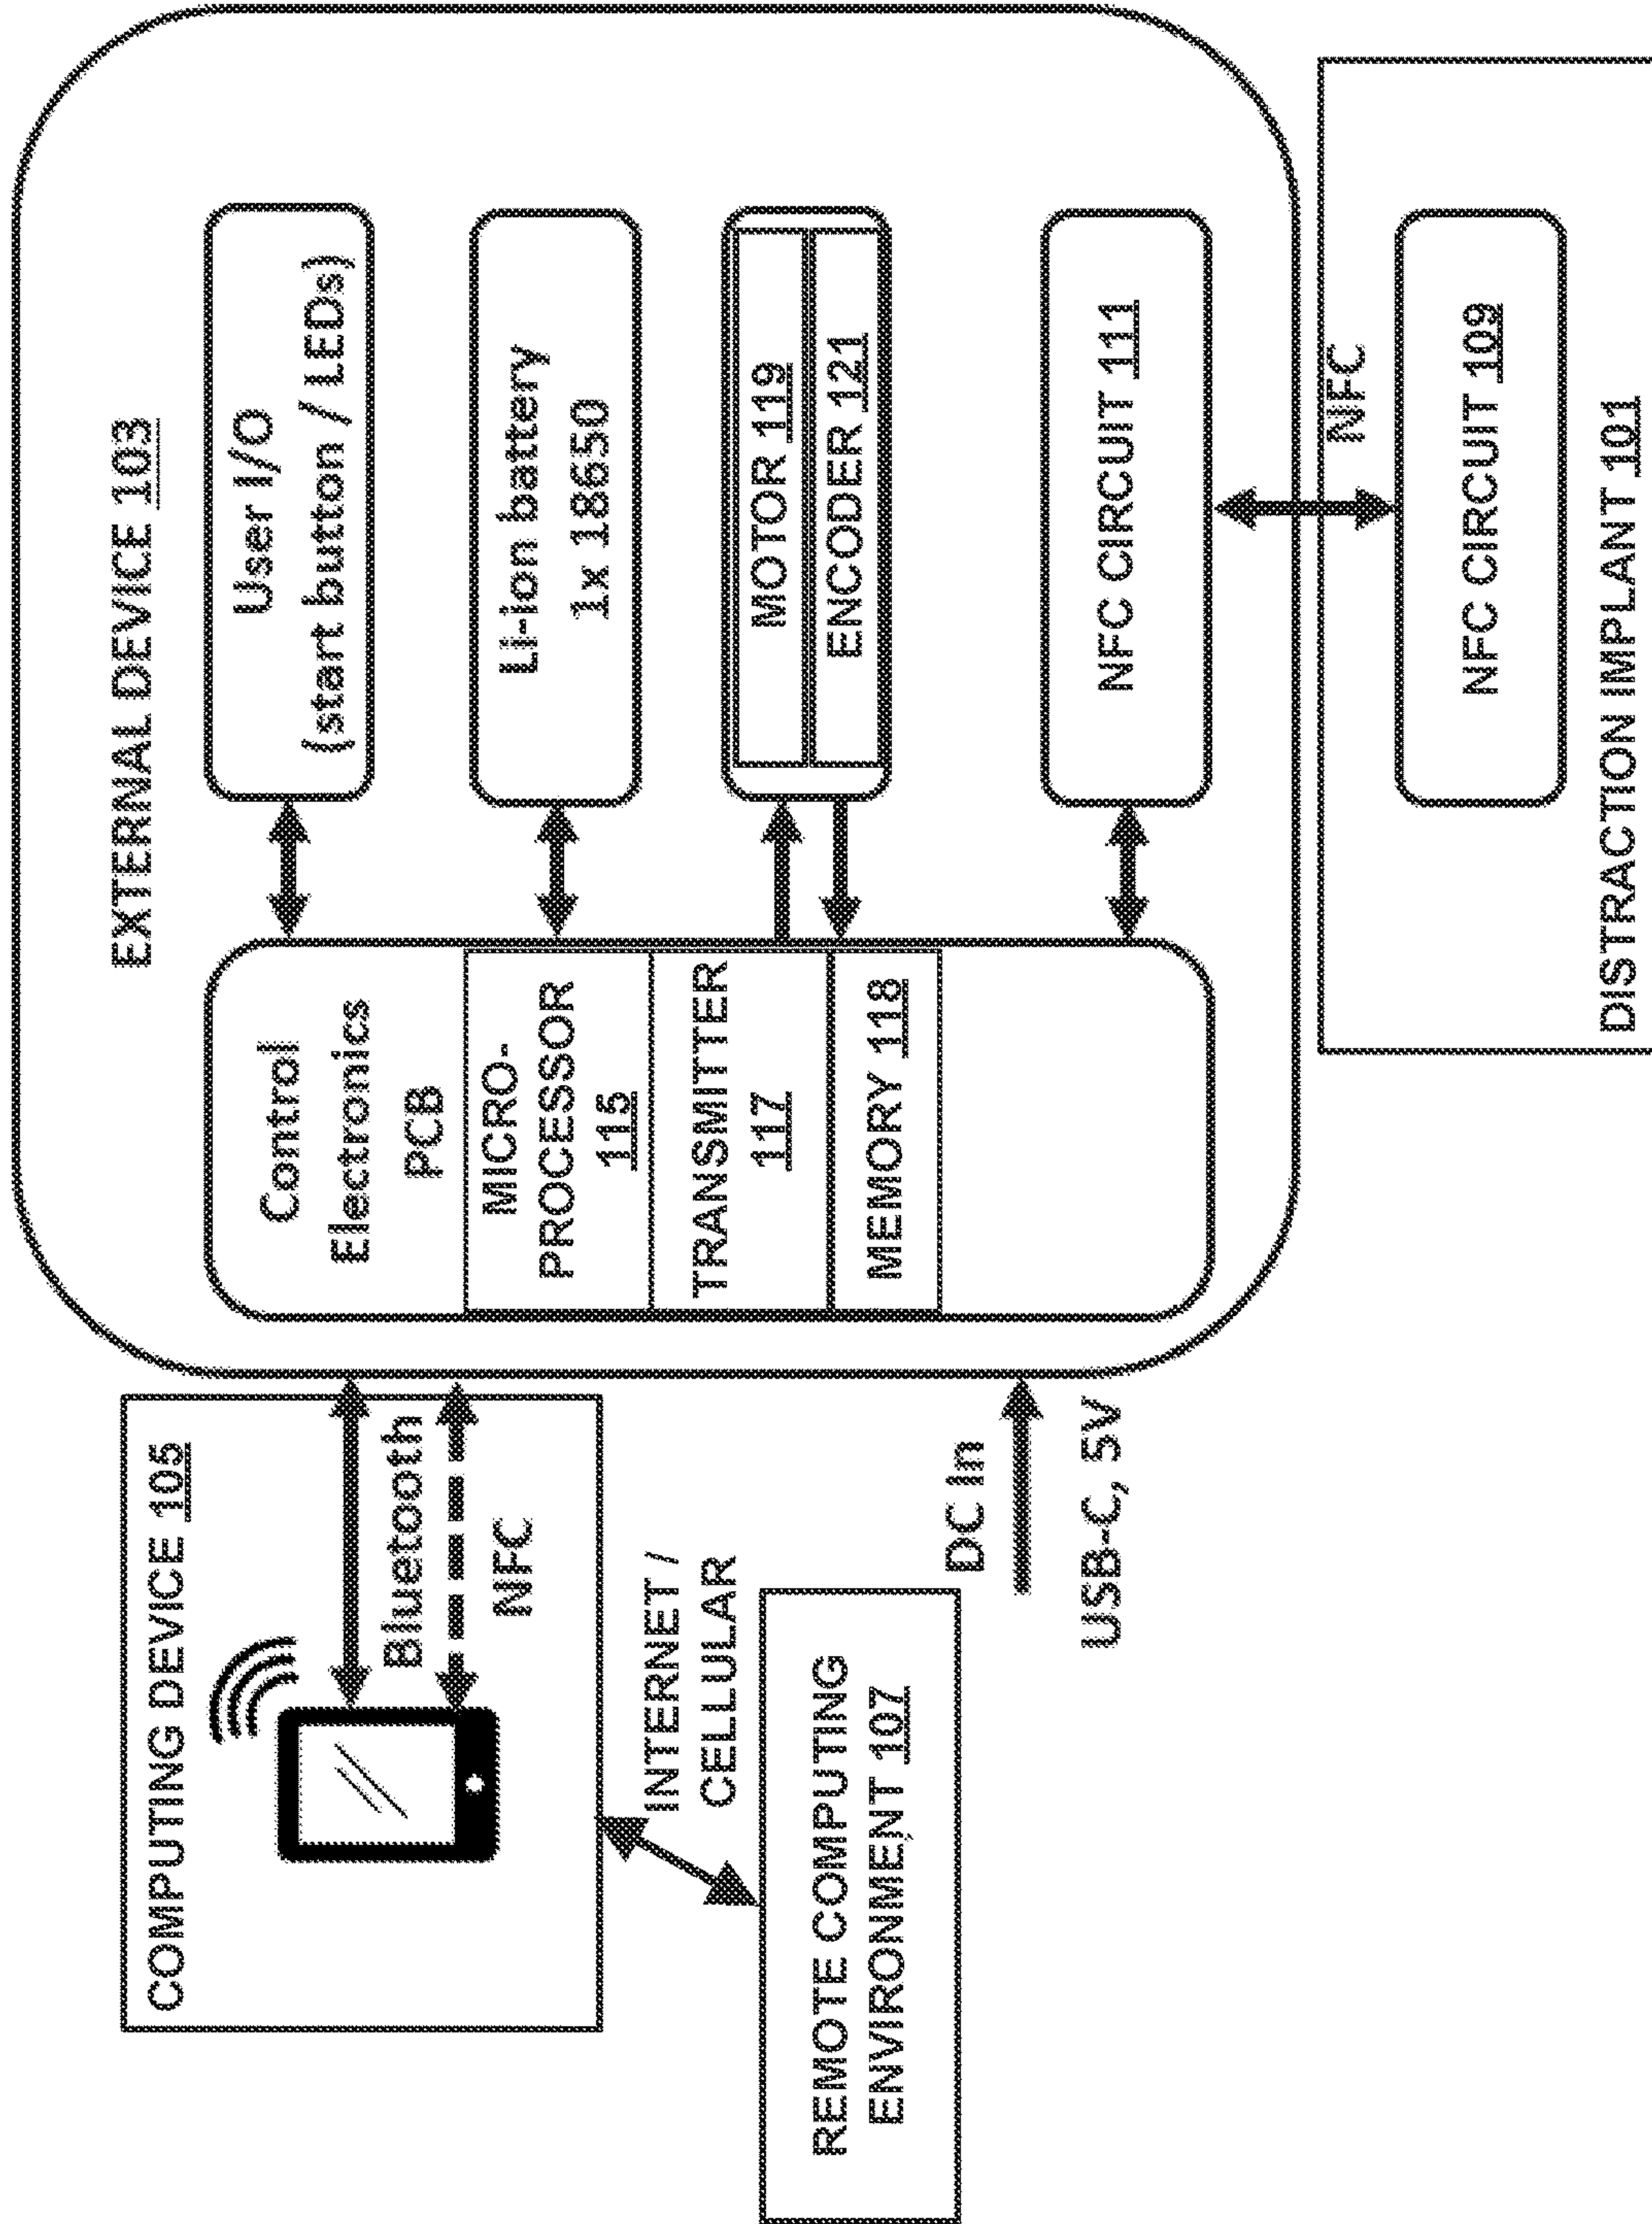 COMPUTING DEVICE 105
Bluetooth
NFC
INTERNET /
CELLULAR
REMOTE COMPUTING
ENVIRONMENT 107
DC In
USB-C, 5V
EXTERNAL DEVICE 103
Control
Electronics
PCB
MICRO-
PROCESSOR
115
TRANSMITTER
117
MEMORY 118
User I/O
(start button / LEDs)
Li-ion battery
1x 18650
MOTOR 119
ENCODER 121
NFC CIRCUIT 111
NFC
NFC CIRCUIT 109
DISTRACTION IMPLANT 101